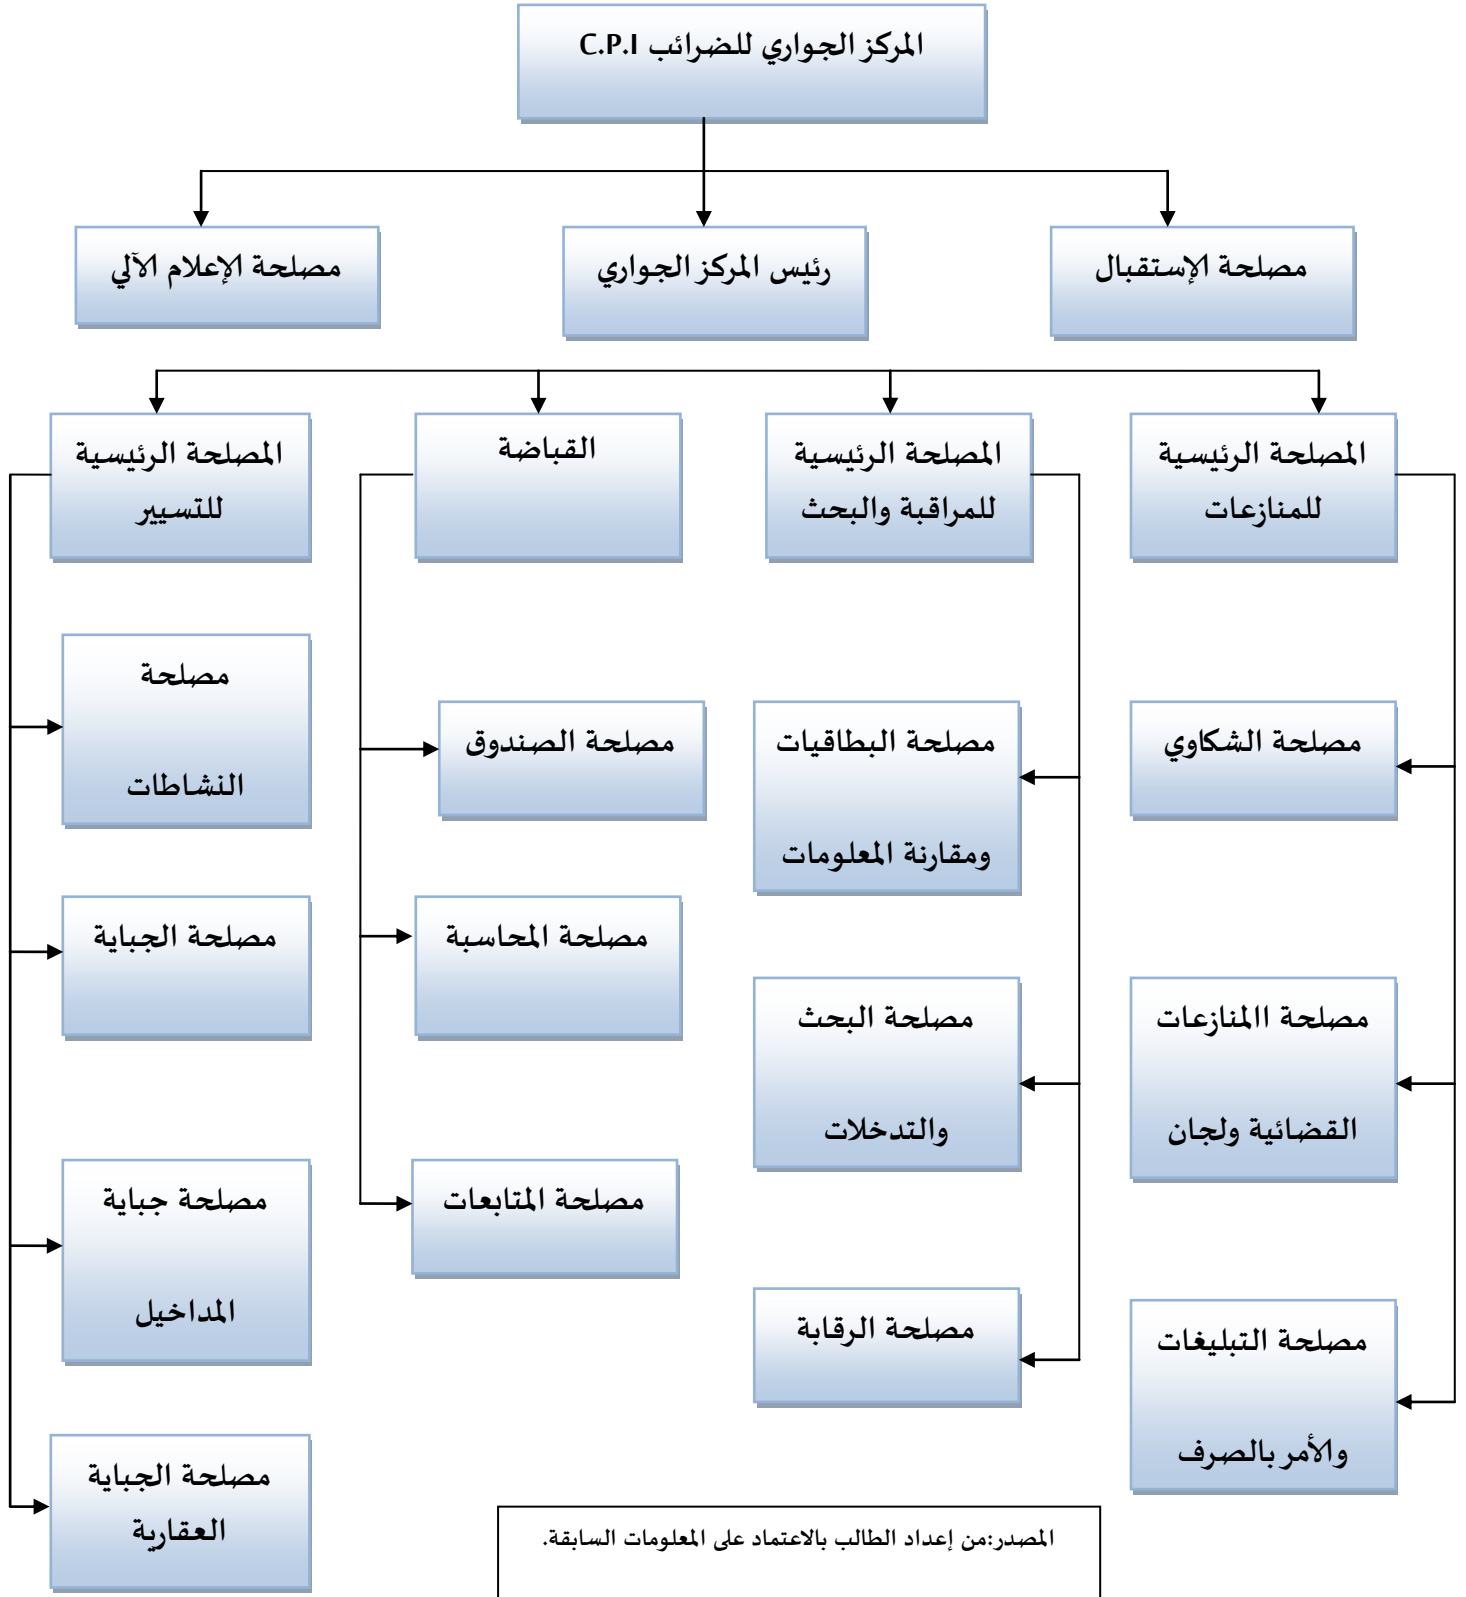 المركز الجواري للضرائب C.P.I
مصلحة الإستقبال
رئيس المركز الجواري
مصلحة الإعلام الآلي
المصلحة الرئيسية
للمنازعات
المصلحة الرئيسية
للمراقبة والبحث
القباضة
المصلحة الرئيسية
للتسيير
مصلحة الشكاوي
مصلحة البطاقيات
ومقارنة المعلومات
مصلحة الصندوق
مصلحة
النشاطات
مصلحة االمنازعات
القضائية ولجان
مصلحة البحث
والتدخلات
مصلحة المحاسبة
مصلحة الجباية
مصلحة التبليغات
والأمر بالصرف
مصلحة الرقابة
مصلحة المتابعات
مصلحة جباية
المداخيل
مصلحة الجباية
العقارية
المصدر:من إعداد الطالب بالاعتماد على المعلومات السابقة.